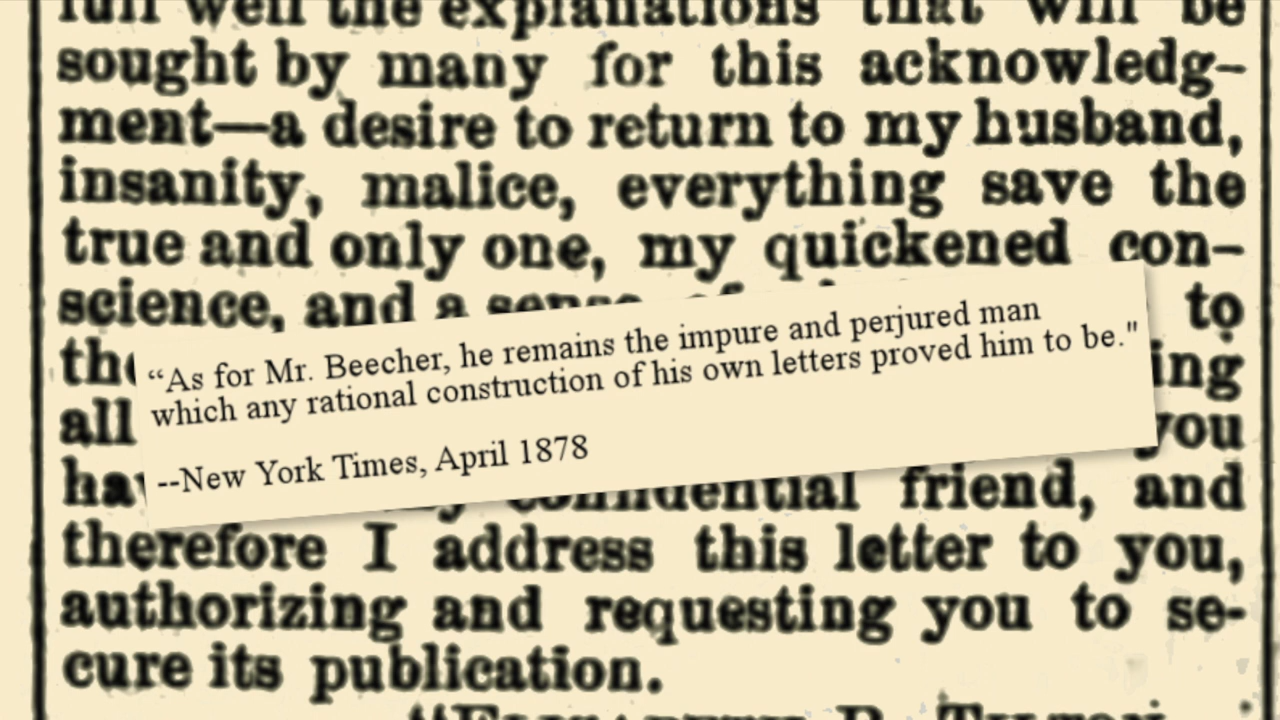 full well the explanations that will be
sought by many for this acknowledg-
ment—a desire to return to my husband,
insanity, malice, everything save the
true and only one, my quickened con-
science, and a sense of to
the
all
confidential friend, and
therefore I address this letter to you,
authorizing and requesting you to se-
cure its publication.
“As for Mr. Beecher, he remains the impure and perjured man
which any rational construction of his own letters proved him to be."
--New York Times, April 1878
you